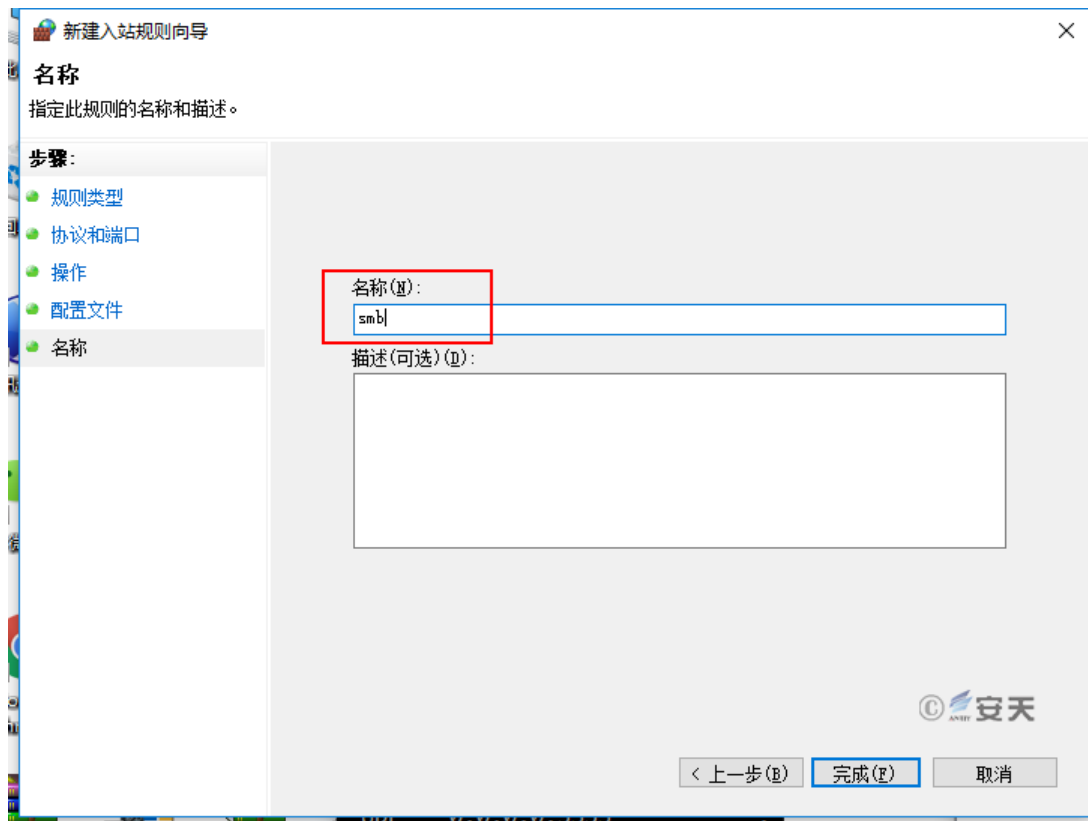 新建入站规则向导
名称
指定此规则的名称和描述。
步骤:
规则类型
协议和端口
操作
配置文件
名称
名称(N):
smb
描述(可选)(D):
© 安天
ANTIY
< 上一步(B)
完成(F)
取消